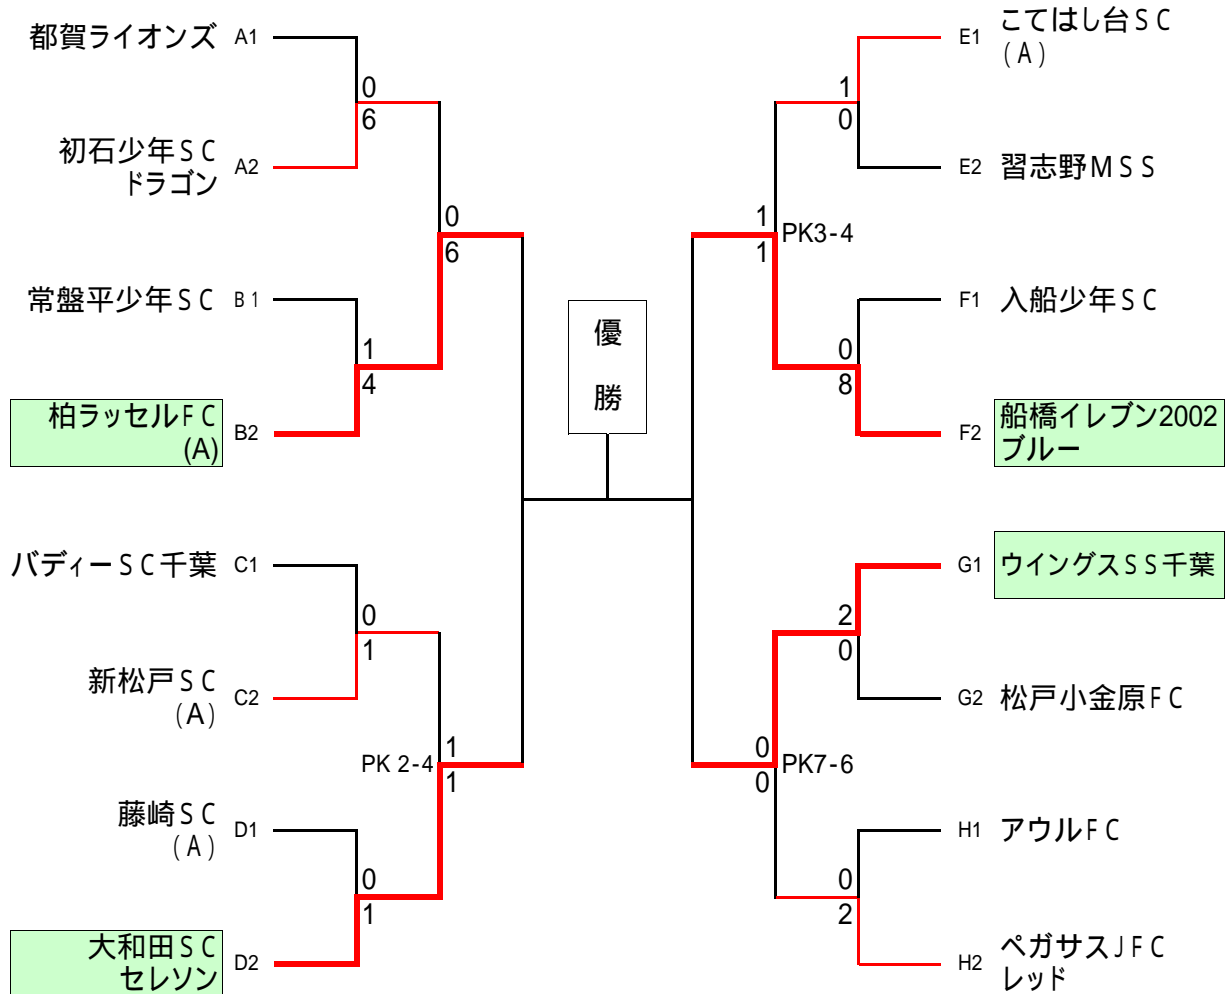 都賀ライオンズ A1
0
6
初石少年SC
ドラゴン
A2
0
6
常盤平少年SC B1
1
4
柏ラッセルFC
(A)
B2
バディーSC千葉 C1
0
1
新松戸SC
(A)
C2
PK 2-4
1
1
藤崎SC
(A)
D1
0
1
大和田SC
セレソン
D2
優
勝
E1 こてはし台SC
(A)
1
0
E2 習志野MSS
1
1
PK3-4
F1 入船少年SC
0
8
F2 船橋イレブン2002
ブルー
G1 ウイングスSS千葉
2
0
G2 松戸小金原FC
0
0
PK7-6
H1 アウルFC
0
2
H2 ペガサスJFC
レッド